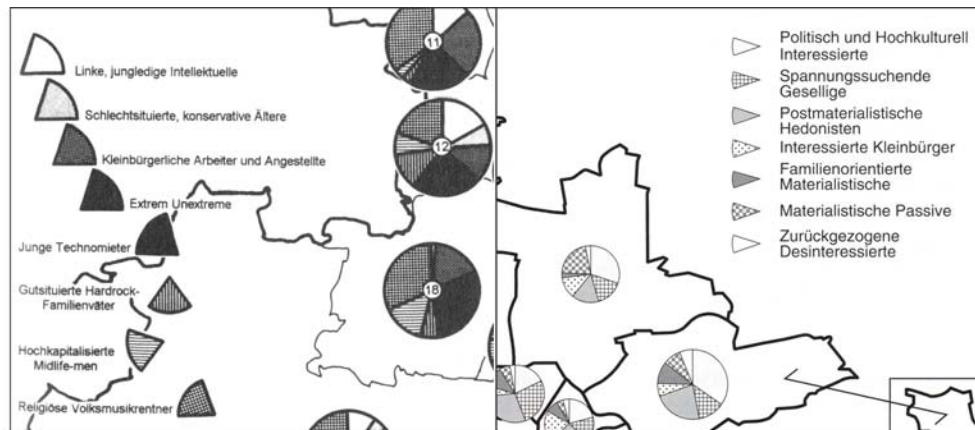 Linke, jungledige Intellektuelle
Schlechtsituierte, konservative Ältere
Kleinbürgerliche Arbeiter und Angestellte
Extrem Unextreme
Junge Technomieter
Gutsituierte Hardrock-
Familienväter
Hochkapitalisierte
Midlife-men
Religiöse Volksmusikrentner
11
12
18
Politisch und Hochkulturell
Interessierte
Spannungssuchende
Gesellige
Postmaterialistische
Hedonisten
Interessierte Kleinbürger
Familienorientierte
Materialistische
Materialistische Passive
Zurückgezogene
Desinteressierte